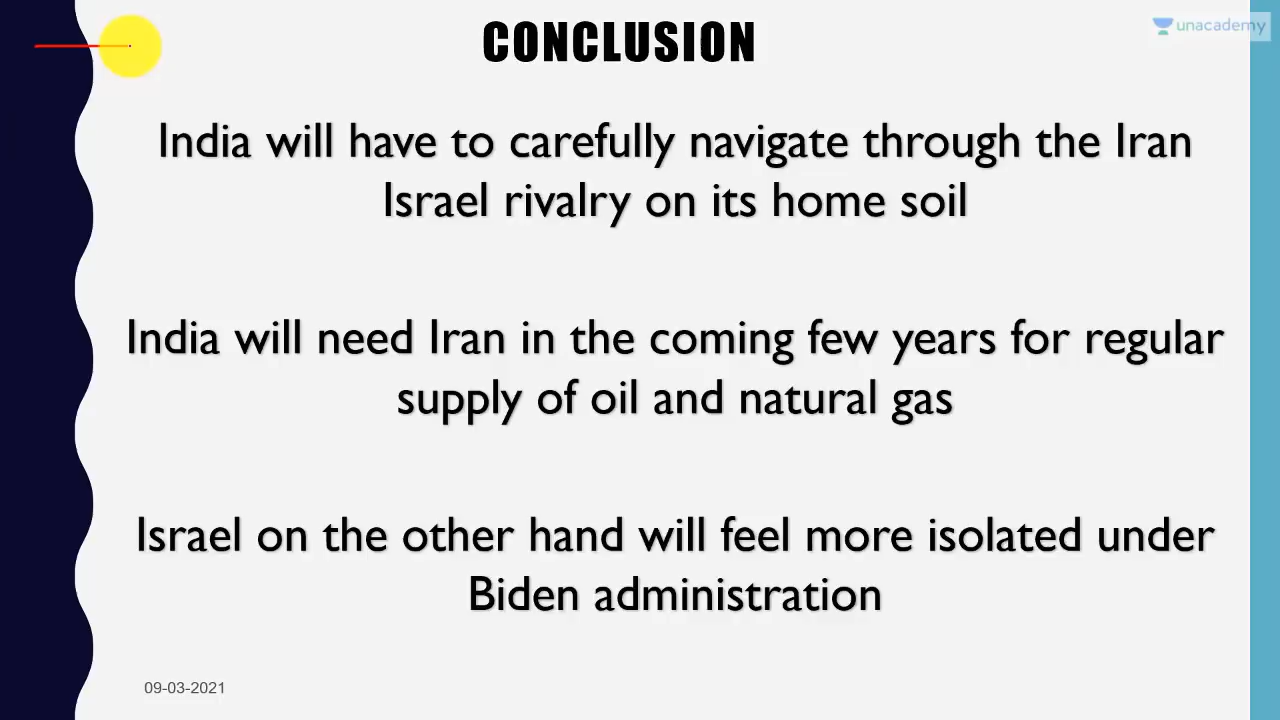 CONCLUSION
unacademy
India will have to carefully navigate through the Iran
Israel rivalry on its home soil
India will need Iran in the coming few years for regular
supply of oil and natural gas
Israel on the other hand will feel more isolated under
Biden administration
09-03-2021